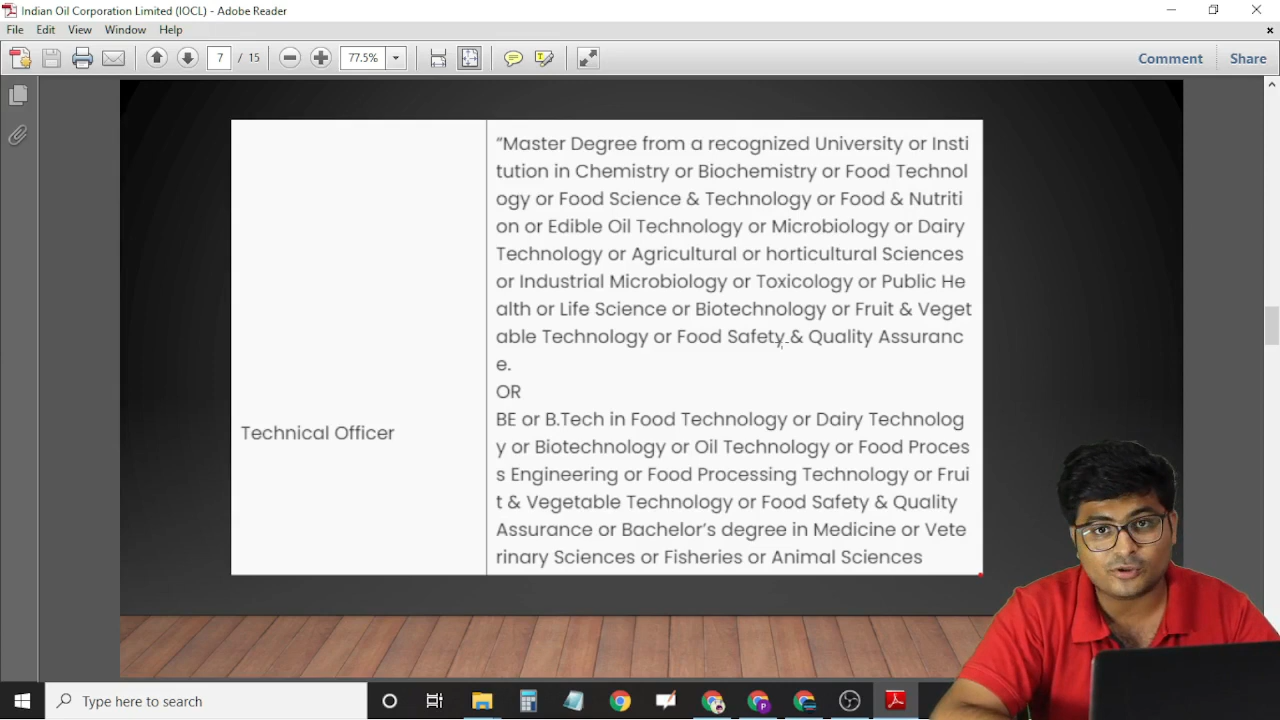 Indian Oil Corporation Limited (IOCL) - Adobe Reader
File Edit View Window Help
7 / 15 77.5% Comment Share
"Master Degree from a recognized University or Insti
tution in Chemistry or Biochemistry or Food Technol
ogy or Food Science & Technology or Food & Nutriti
on or Edible Oil Technology or Microbiology or Dairy
Technology or Agricultural or horticultural Sciences
or Industrial Microbiology or Toxicology or Public He
alth or Life Science or Biotechnology or Fruit & Veget
able Technology or Food Safety & Quality Assuranc
e.
OR
BE or B.Tech in Food Technology or Dairy Technolog
Technical Officer
y or Biotechnology or Oil Technology or Food Proces
s Engineering or Food Processing Technology or Frui
t & Vegetable Technology or Food Safety & Quality
Assurance or Bachelor's degree in Medicine or Vete
rinary Sciences or Fisheries or Animal Sciences
Type here to search